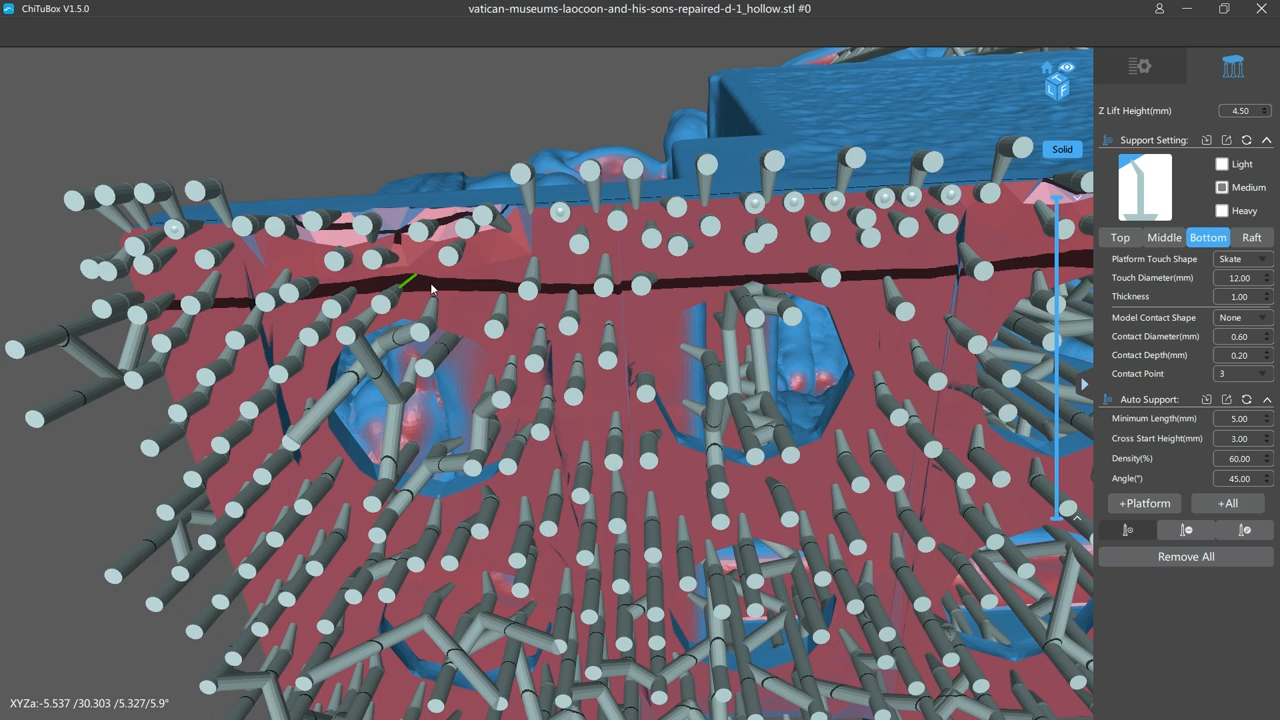 ChiTuBox V1.5.0
vatican-museums-laocoon-and-his-sons-repaired-d-1_hollow.stl #0
Z Lift Height(mm) 4.50
Support Setting:
Solid
Light
Medium
Heavy
Top Middle Bottom Raft
Platform Touch Shape Skate
Touch Diameter(mm) 12.00
Thickness 1.00
Model Contact Shape None
Contact Diameter(mm) 0.60
Contact Depth(mm) 0.20
Contact Point 3
Auto Support:
Minimum Length(mm) 5.00
Cross Start Height(mm) 3.00
Density(%) 60.00
Angle(°) 45.00
+Platform +All
Remove All
XYZa:-5.537 /30.303 /5.327/5.9°
T
L F